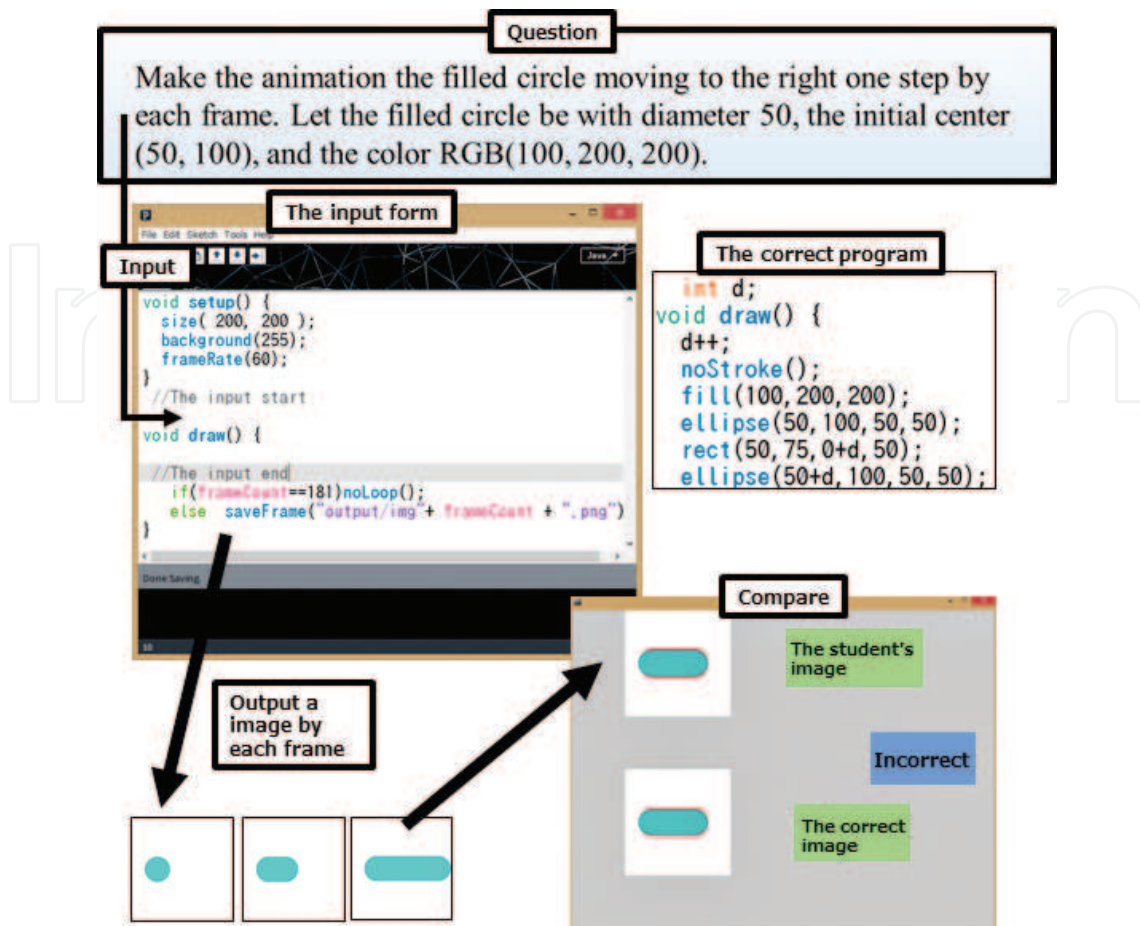 Question
Make the animation the filled circle moving to the right one step by
each frame. Let the filled circle be with diameter 50, the initial center
(50, 100), and the color RGB(100, 200, 200).
The input form
File Edit Sketch Tools Help
Java
Input
void setup() {
size( 200, 200 );
background(255);
frameRate(60);
}
//The input start
void draw() {
//The input end
if(frameCount==181)noLoop();
else saveFrame("output/img"+ frameCount + ".png")
}
Done Saving.
10
The correct program
int d;
void draw() {
d++;
noStroke();
fill(100,200,200);
ellipse(50,100,50,50);
rect(50,75,0+d,50);
ellipse(50+d,100,50,50);
Output a
image by
each frame
Compare
The student's
image
Incorrect
The correct
image